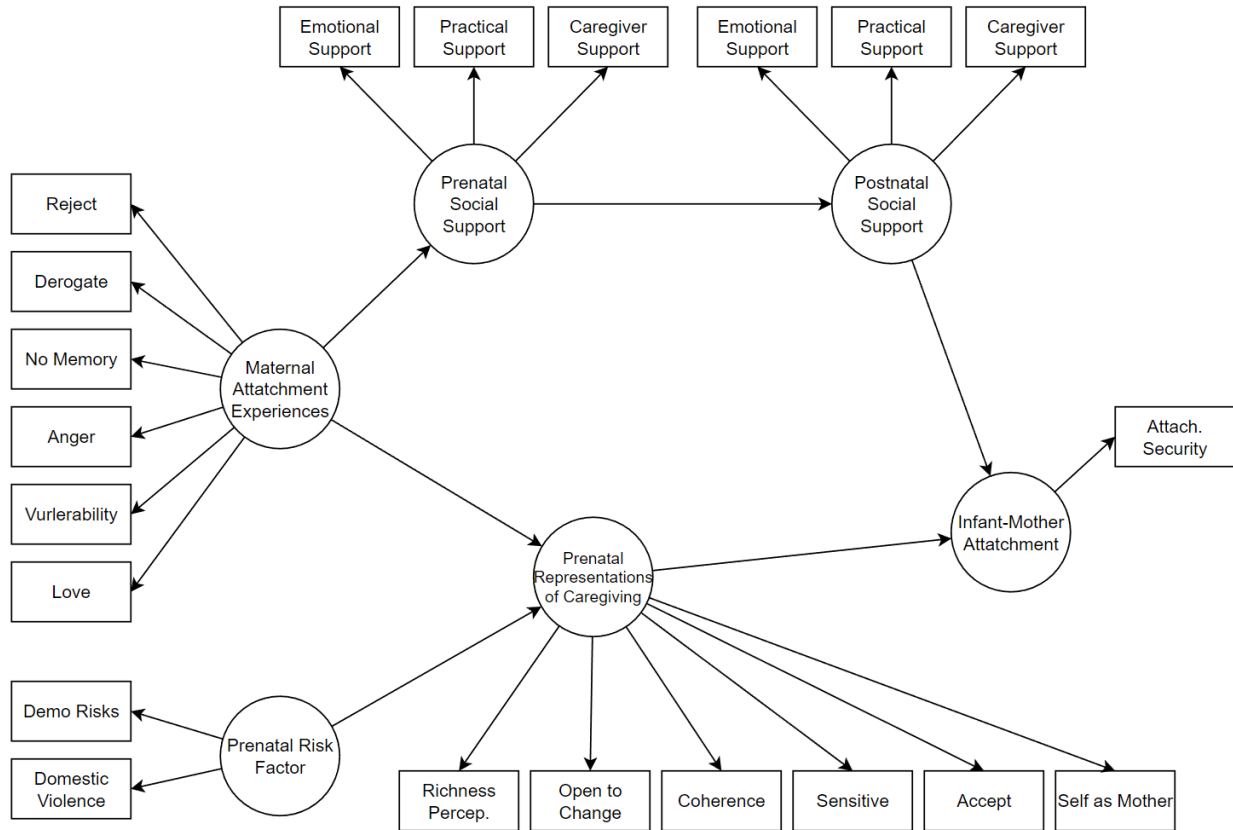 Emotional
Support
Practical
Support
Caregiver
Support
Emotional
Support
Practical
Support
Caregiver
Support
Prenatal
Social
Support
Postnatal
Social
Support
Reject
Derogate
No Memory
Anger
Vurlerability
Love
Maternal
Attatchment
Experiences
Attach.
Security
Infant-Mother
Attatchment
Prenatal
Representations
of Caregiving
Demo Risks
Domestic
Violence
Prenatal Risk
Factor
Richness
Percep.
Open to
Change
Coherence
Sensitive
Accept
Self as Mother